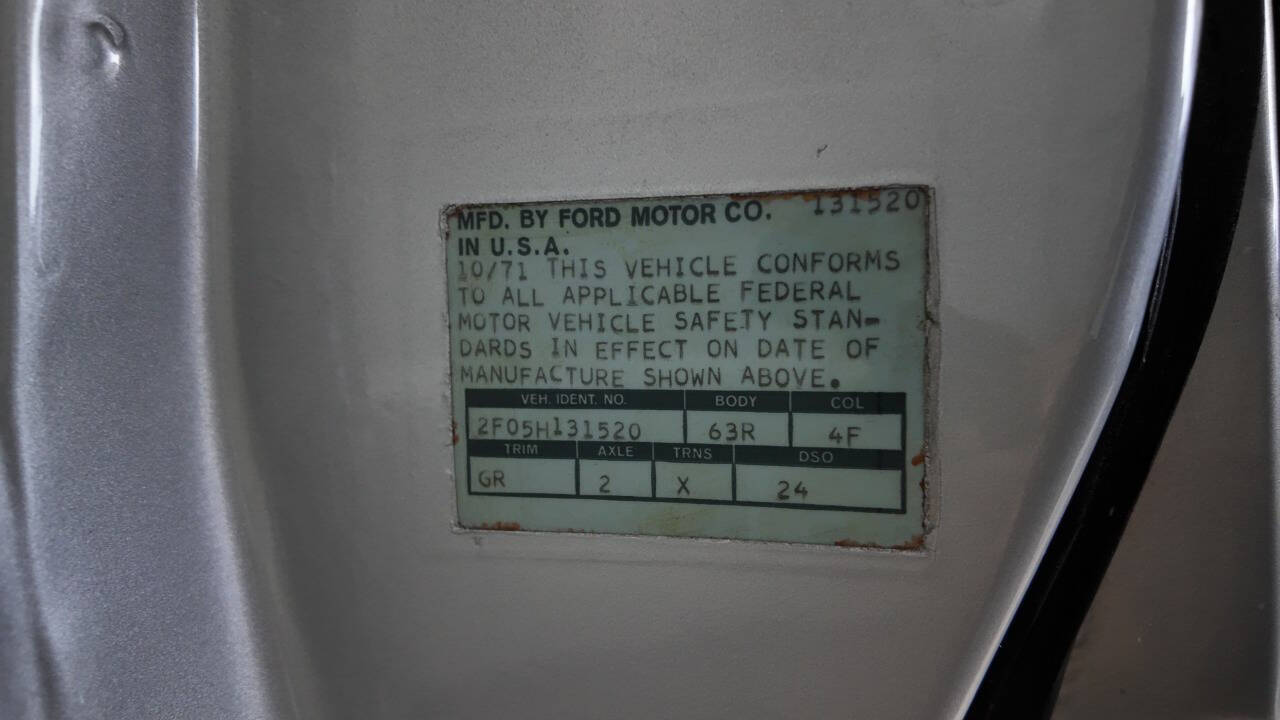 MFD. BY FORD MOTOR CO. 131520
IN U.S.A.
10/71 THIS VEHICLE CONFORMS
TO ALL APPLICABLE FEDERAL
MOTOR VEHICLE SAFETY STAN-
DARDS IN EFFECT ON DATE OF
MANUFACTURE SHOWN ABOVE.
VEH. IDENT. NO. BODY COL
2F05H131520 63R 4F
TRIM AXLE TRNS DSO
GR 2 X 24